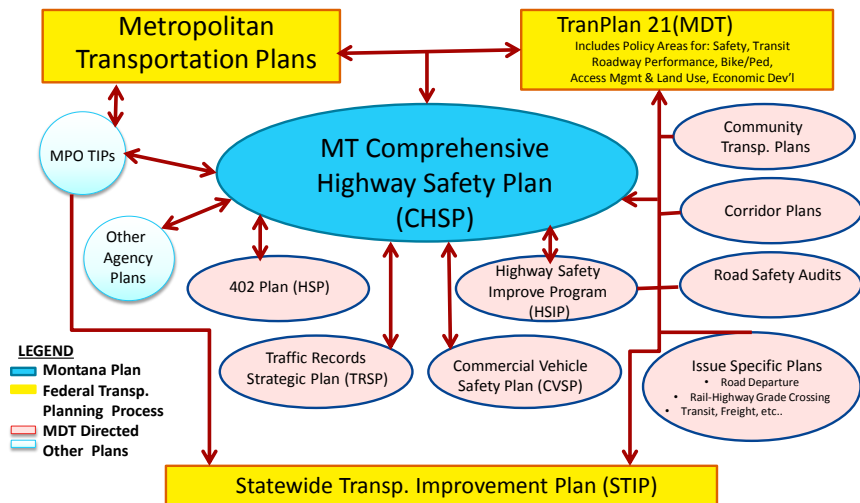 Metropolitan
Transportation Plans
TranPlan 21(MDT)
Includes Policy Areas for: Safety, Transit
Roadway Performance, Bike/Ped,
Access Mgmt & Land Use, Economic Dev'l
MPO TIPs
MT Comprehensive
Highway Safety Plan
(CHSP)
Community
Transp. Plans
Corridor Plans
Other
Agency
Plans
402 Plan (HSP)
Highway Safety
Improve Program
(HSIP)
Road Safety Audits
Traffic Records
Strategic Plan (TRSP)
Commercial Vehicle
Safety Plan (CVSP)
Issue Specific Plans
• Road Departure
• Rail-Highway Grade Crossing
• Transit, Freight, etc..
LEGEND
Montana Plan
Federal Transp.
Planning Process
MDT Directed
Other Plans
Statewide Transp. Improvement Plan (STIP)